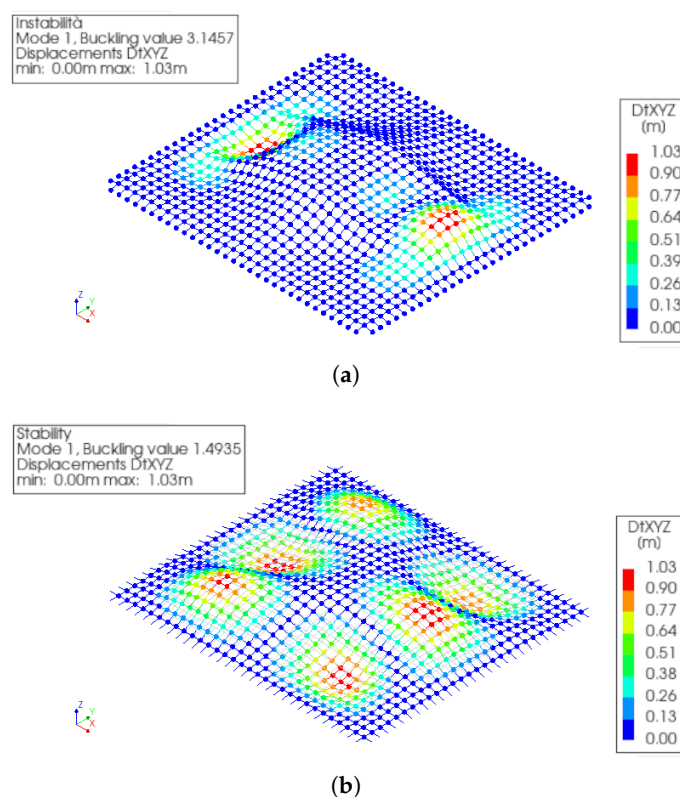 Instabilità
Mode 1, Buckling value 3.1457
Displacements DtXYZ
min: 0.00m max: 1.03m
DtXYZ
(m)
1.03
0.90
0.77
0.64
0.51
0.39
0.26
0.13
0.00
Z
Y
X
(a)
Stability
Mode 1, Buckling value 1.4935
Displacements DtXYZ
min: 0.00m max: 1.03m
DtXYZ
(m)
1.03
0.90
0.77
0.64
0.51
0.38
0.26
0.13
0.00
Z
Y
X
(b)